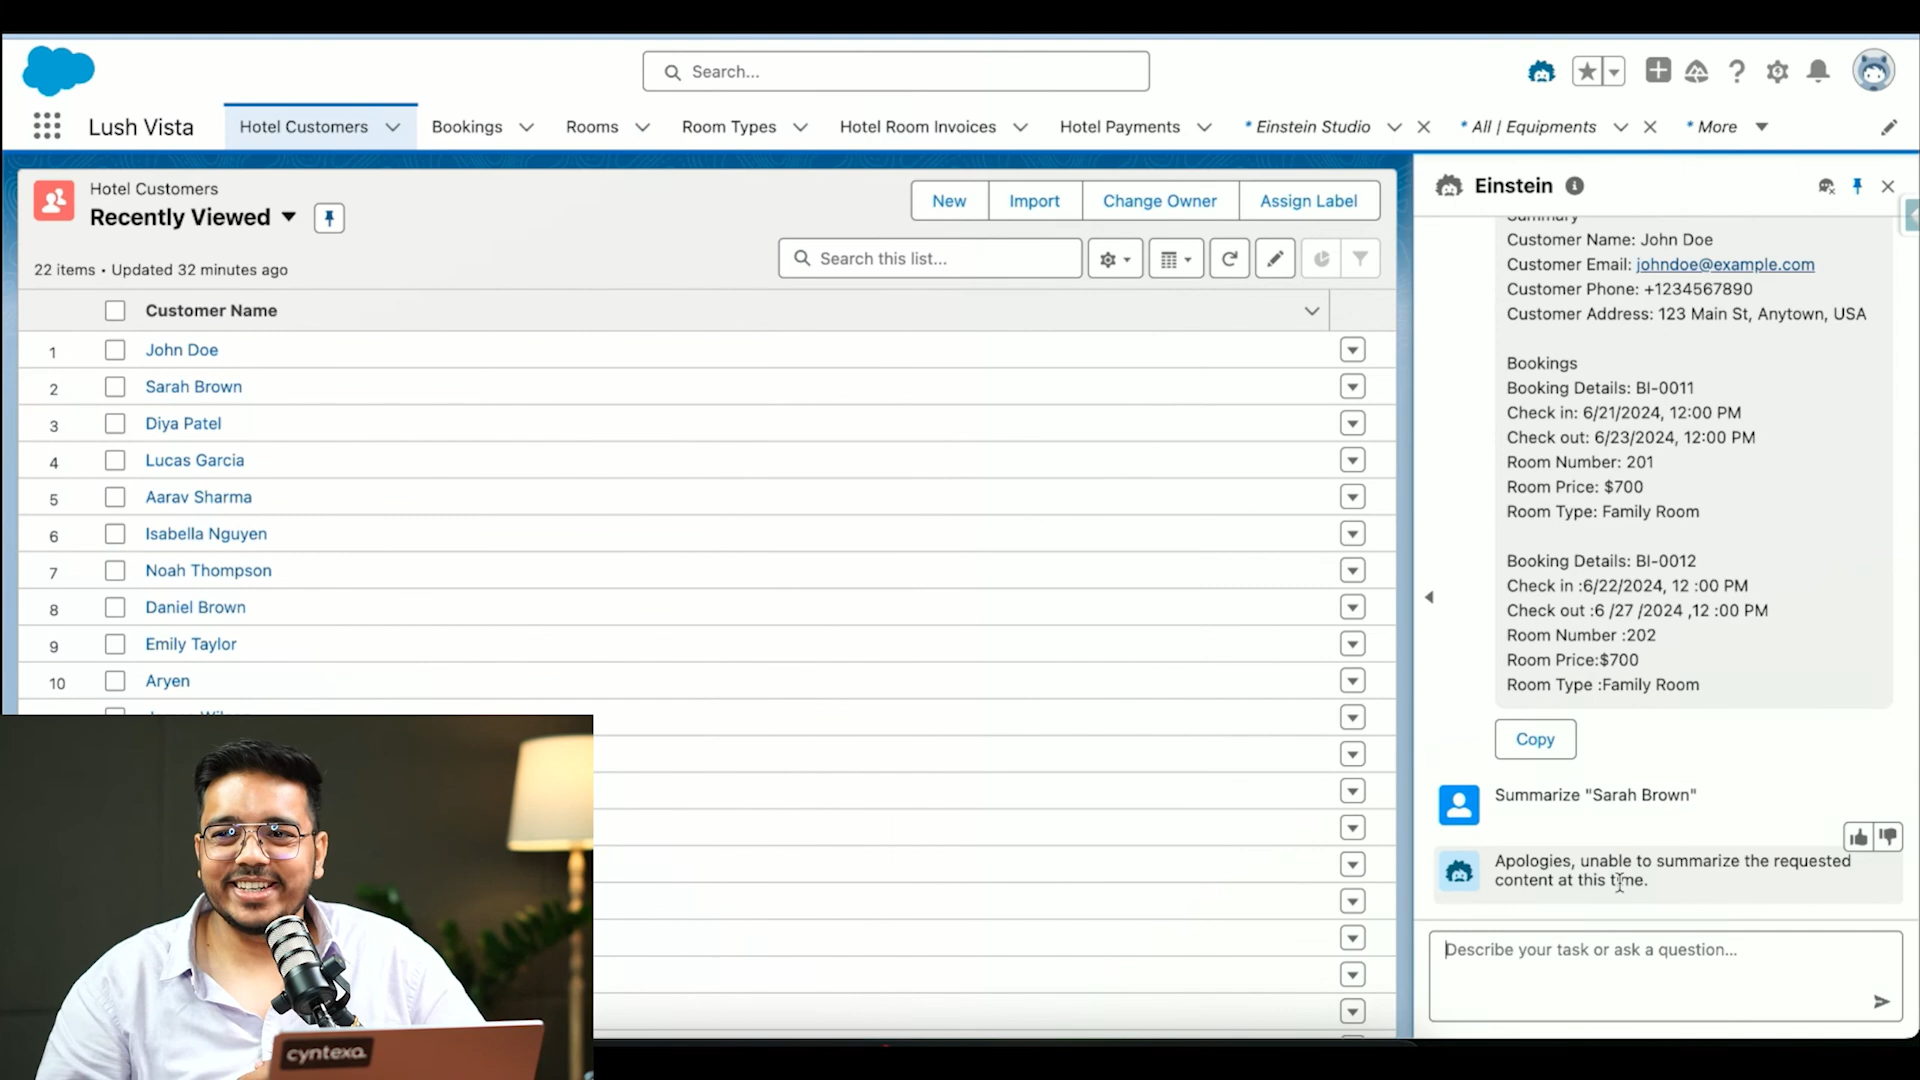 Search...
Lush Vista
Hotel Customers
Bookings
Rooms
Room Types
Hotel Room Invoices
Hotel Payments
* Einstein Studio
* All | Equipments
* More
Hotel Customers
Recently Viewed
New
Import
Change Owner
Assign Label
22 items • Updated 32 minutes ago
Search this list...
Customer Name
1 John Doe
2 Sarah Brown
3 Diya Patel
4 Lucas Garcia
5 Aarav Sharma
6 Isabella Nguyen
7 Noah Thompson
8 Daniel Brown
9 Emily Taylor
10 Aryen
Einstein
Summary
Customer Name: John Doe
Customer Email: johndoe@example.com
Customer Phone: +1234567890
Customer Address: 123 Main St, Anytown, USA
Bookings
Booking Details: BI-0011
Check in: 6/21/2024, 12:00 PM
Check out: 6/23/2024, 12:00 PM
Room Number: 201
Room Price: $700
Room Type: Family Room
Booking Details: BI-0012
Check in :6/22/2024, 12 :00 PM
Check out :6 /27 /2024 ,12 :00 PM
Room Number :202
Room Price:$700
Room Type :Family Room
Copy
Summarize "Sarah Brown"
Apologies, unable to summarize the requested
content at this time.
Describe your task or ask a question...
cyntexa.